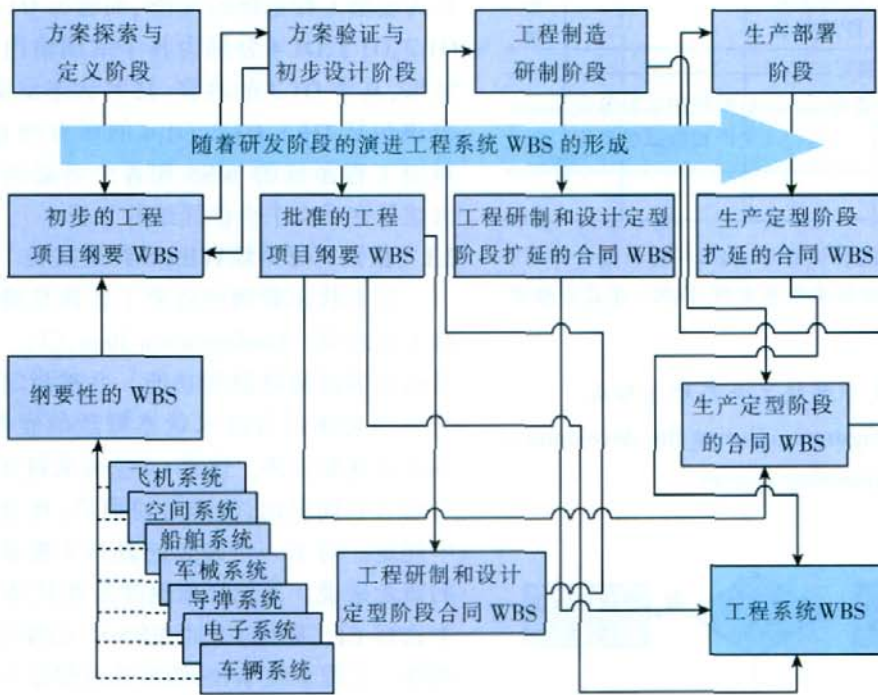 方案探索与
定义阶段
方案验证与
初步设计阶段
工程制造
研制阶段
生产部署
阶段
随着研发阶段的演进工程系统 WBS 的形成
初步的工程
项目纲要 WBS
批准的工程
项目纲要 WBS
工程研制和设计定型
阶段扩延的合同 WBS
生产定型阶段
扩延的合同 WBS
纲要性的 WBS
生产定型阶段
的合同 WBS
飞机系统
空间系统
船舶系统
军械系统
导弹系统
电子系统
车辆系统
工程研制和设计
定型阶段合同 WBS
工程系统WBS